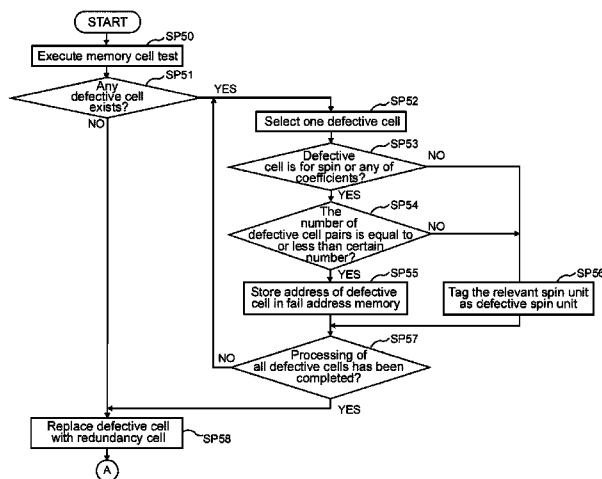 START
SP50
Execute memory cell test
SP51
Any
defective cell
exists?
YES
NO
SP52
Select one defective cell
SP53
Defective
cell is for spin or any of
coefficients?
NO
YES
SP54
The
number of
defective cell pairs is equal to
or less than certain
number?
NO
YES
SP55
Store address of defective
cell in fail address memory
SP56
Tag the relevant spin unit
as defective spin unit
SP57
Processing of
all defective cells has been
completed?
NO
YES
Replace defective cell
with redundancy cell
SP58
A